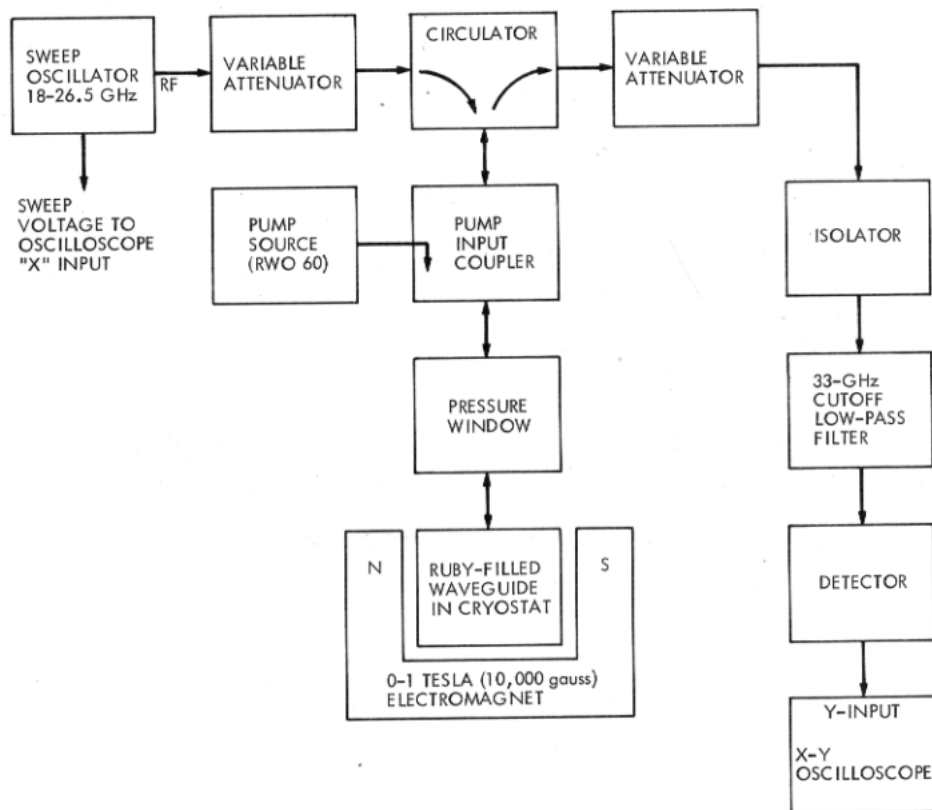 SWEEP
OSCILLATOR
18-26.5 GHz
RF
VARIABLE
ATTENUATOR
CIRCULATOR
VARIABLE
ATTENUATOR
SWEEP
VOLTAGE TO
OSCILLOSCOPE
"X" INPUT
PUMP
SOURCE
(RWO 60)
PUMP
INPUT
COUPLER
ISOLATOR
PRESSURE
WINDOW
33-GHz
CUTOFF
LOW-PASS
FILTER
N
RUBY-FILLED
WAVEGUIDE
IN CRYOSTAT
S
0-1 TESLA (10,000 gauss)
ELECTROMAGNET
DETECTOR
Y-INPUT
X-Y
OSCILLOSCOPE